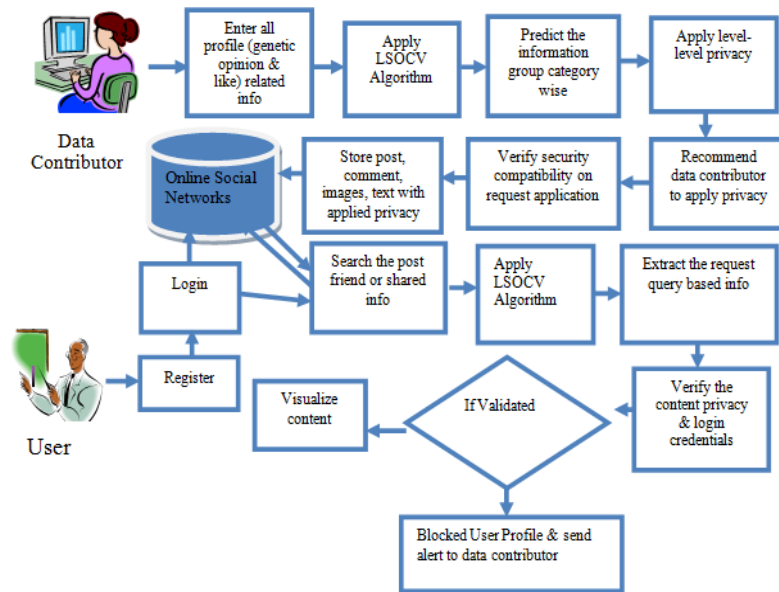 Enter all
profile (genetic
opinion &
like) related
info
Apply
LSOCV
Algorithm
Predict the
information
group category
wise
Apply level-
level privacy
Data
Contributor
Online Social
Networks
Store post,
comment,
images, text with
applied privacy
Verify security
compatibility on
request application
Recommend
data contributor
to apply privacy
Login
Search the post
friend or shared
info
Apply
LSOCV
Algorithm
Extract the request
query based info
Register
User
Visualize
content
If Validated
Verify the
content privacy
& login
credentials
Blocked User Profile & send
alert to data contributor